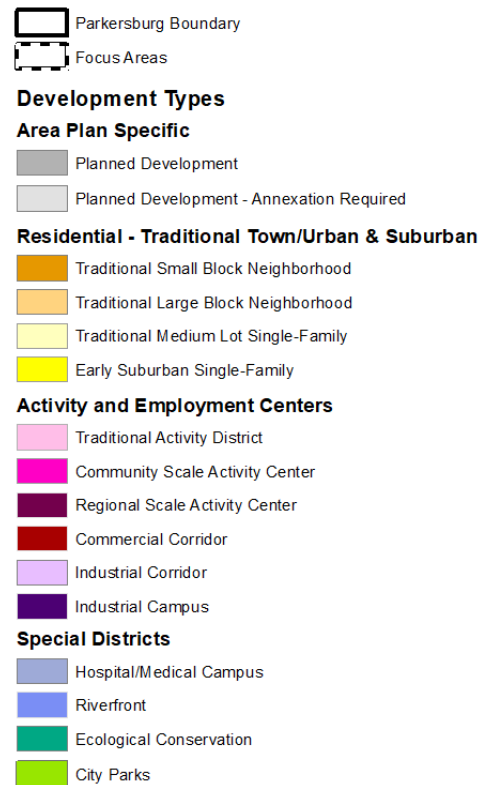 Parkersburg Boundary
Focus Areas
Development Types
Area Plan Specific
Planned Development
Planned Development - Annexation Required
Residential - Traditional Town/Urban & Suburban
Traditional Small Block Neighborhood
Traditional Large Block Neighborhood
Traditional Medium Lot Single-Family
Early Suburban Single-Family
Activity and Employment Centers
Traditional Activity District
Community Scale Activity Center
Regional Scale Activity Center
Commercial Corridor
Industrial Corridor
Industrial Campus
Special Districts
Hospital/Medical Campus
Riverfront
Ecological Conservation
City Parks